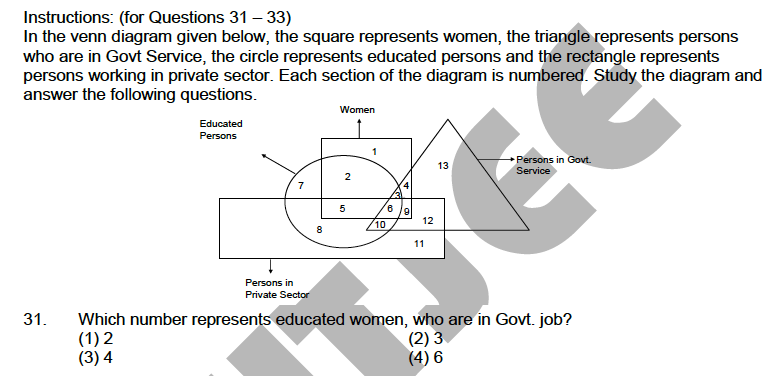 Instructions: (for Questions 31 – 33)
In the venn diagram given below, the square represents women, the triangle represents persons
who are in Govt Service, the circle represents educated persons and the rectangle represents
persons working in private sector. Each section of the diagram is numbered. Study the diagram and
answer the following questions.
Women
Educated
Persons
1
13
Persons in Govt.
Service
2
7
4
3
5
6
9
12
8
10
11
Persons in
Private Sector
31. Which number represents educated women, who are in Govt. job?
(1) 2 (2) 3
(3) 4 (4) 6